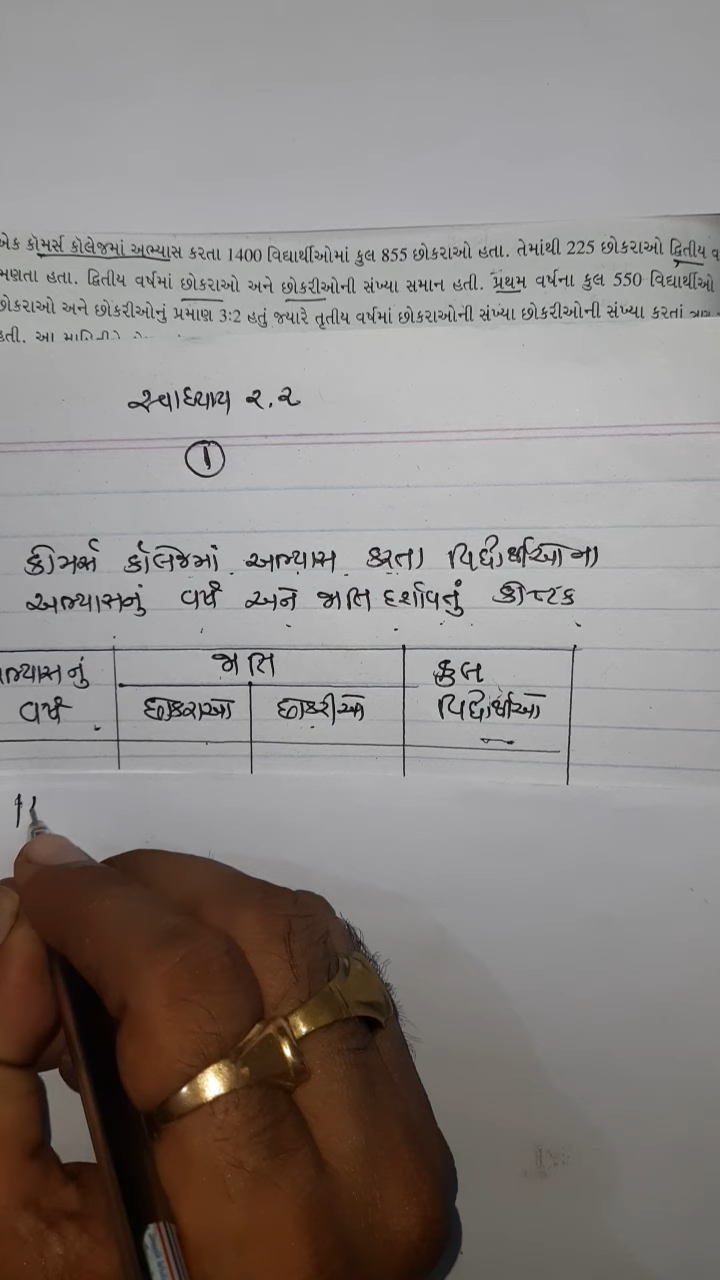 એક કૉમર્સ કૉલેજમાં અભ્યાસ કરતા 1400 વિદ્યાર્થીઓમાં કુલ 855 છોકરાઓ હતા. તેમાંથી 225 છોકરાઓ દ્વિતીય વ
ભણતા હતા. દ્વિતીય વર્ષમાં છોકરાઓ અને છોકરીઓની સંખ્યા સમાન હતી. પ્રથમ વર્ષના કુલ 550 વિદ્યાર્થીઓ
છોકરાઓ અને છોકરીઓનું પ્રમાણ 3:2 હતું જ્યારે તૃતીય વર્ષમાં છોકરાઓની સંખ્યા છોકરીઓની સંખ્યા કરતાં ત્રણ
હતી. આ
સ્વાધ્યાય ૨.૨
1
કોમર્સ કોલેજમાં અભ્યાસ કરતા વિદ્યાર્થીઓના
અભ્યાસનું વર્ષ અને જાતિ દર્શાવતું કોષ્ટક
ભ્યાસનું જાતિ કુલ
વર્ષ છોકરાઓ છોકરીઓ વિદ્યાર્થીઓ